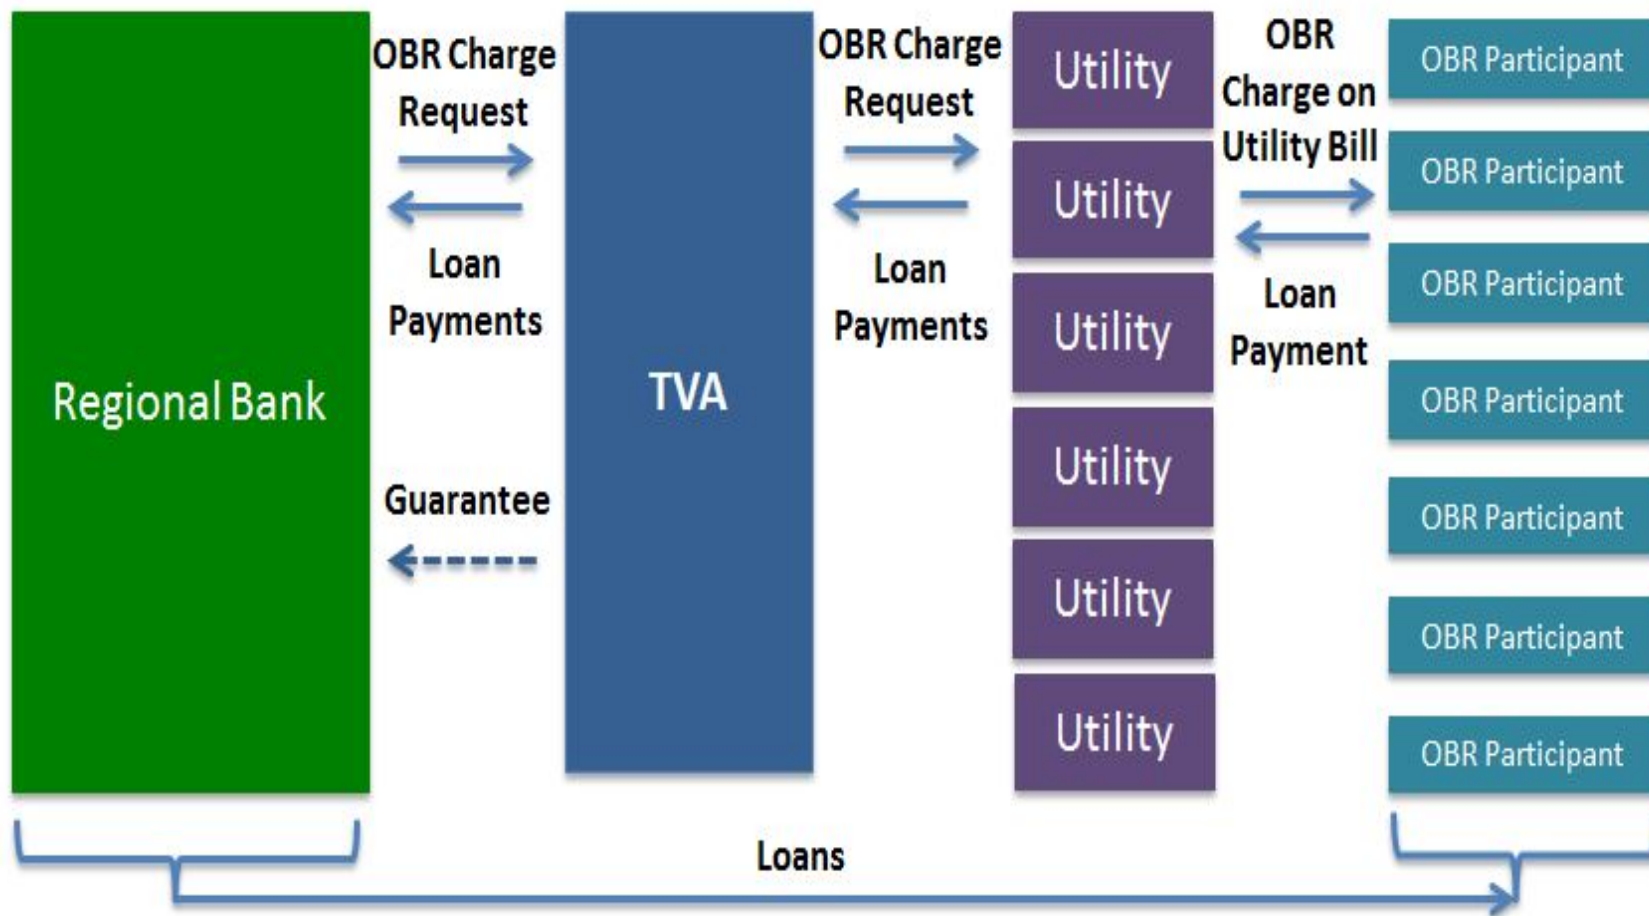 Regional Bank
OBR Charge
Request
Loan
Payments
Guarantee
TVA
OBR Charge
Request
Loan
Payments
Utility
Utility
Utility
Utility
Utility
Utility
OBR
Charge on
Utility Bill
Loan
Payment
OBR Participant
OBR Participant
OBR Participant
OBR Participant
OBR Participant
OBR Participant
OBR Participant
Loans